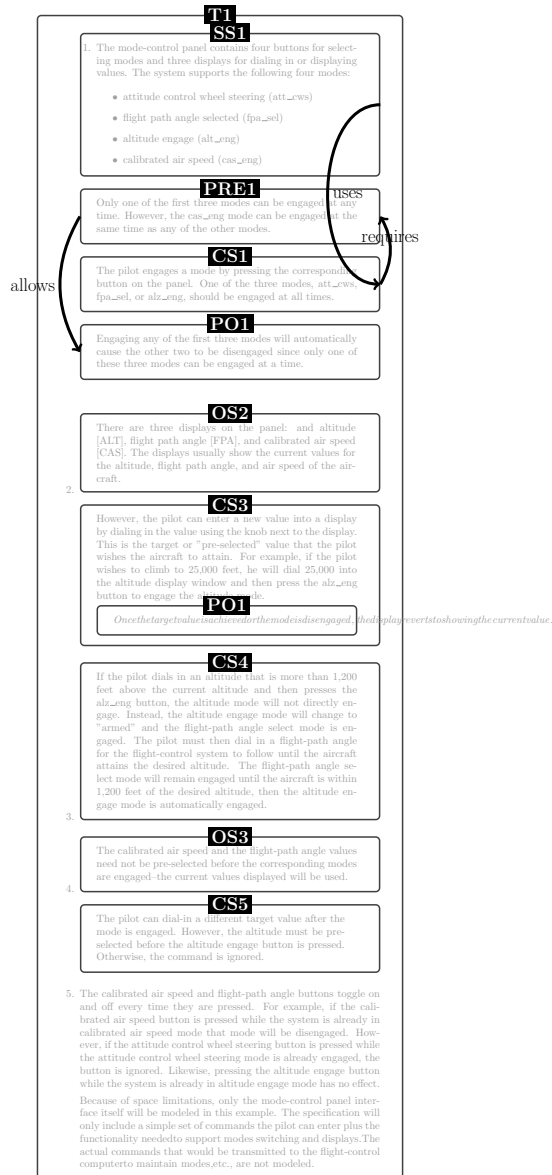 T1
SS1
1. The mode-control panel contains four buttons for select-
ing modes and three displays for dialing in or displaying
values. The system supports the following four modes:
• attitude control wheel steering (att_cws)
• flight path angle selected (fpa_sel)
• altitude engage (alt_eng)
• calibrated air speed (cas_eng)
PRE1
uses
Only one of the first three modes can be engaged at any
time. However, the cas_eng mode can be engaged at the
same time as any of the other modes.
requires
CS1
The pilot engages a mode by pressing the corresponding
button on the panel. One of the three modes, att_cws,
fpa_sel, or alz_eng, should be engaged at all times.
allows
PO1
Engaging any of the first three modes will automatically
cause the other two to be disengaged since only one of
these three modes can be engaged at a time.
OS2
There are three displays on the panel: and altitude
[ALT], flight path angle [FPA], and calibrated air speed
[CAS]. The displays usually show the current values for
the altitude, flight path angle, and air speed of the air-
craft.
2.
CS3
However, the pilot can enter a new value into a display
by dialing in the value using the knob next to the display.
This is the target or ”pre-selected” value that the pilot
wishes the aircraft to attain. For example, if the pilot
wishes to climb to 25,000 feet, he will dial 25,000 into
the altitude display window and then press the alz_eng
button to engage the altitude mode.
PO1
Oncethetargetvalueisachievedorthemodeisdisengaged,thedisplayrevertstoshowingthecurrentvalue.
CS4
If the pilot dials in an altitude that is more than 1,200
feet above the current altitude and then presses the
alz_eng button, the altitude mode will not directly en-
gage. Instead, the altitude engage mode will change to
”armed” and the flight-path angle select mode is en-
gaged. The pilot must then dial in a flight-path angle
for the flight-control system to follow until the aircraft
attains the desired altitude. The flight-path angle se-
lect mode will remain engaged until the aircraft is within
1,200 feet of the desired altitude, then the altitude en-
gage mode is automatically engaged.
3.
OS3
The calibrated air speed and the flight-path angle values
need not be pre-selected before the corresponding modes
are engaged–the current values displayed will be used.
4.
CS5
The pilot can dial-in a different target value after the
mode is engaged. However, the altitude must be pre-
selected before the altitude engage button is pressed.
Otherwise, the command is ignored.
5. The calibrated air speed and flight-path angle buttons toggle on
and off every time they are pressed. For example, if the cali-
brated air speed button is pressed while the system is already in
calibrated air speed mode that mode will be disengaged. How-
ever, if the attitude control wheel steering button is pressed while
the attitude control wheel steering mode is already engaged, the
button is ignored. Likewise, pressing the altitude engage button
while the system is already in altitude engage mode has no effect.
Because of space limitations, only the mode-control panel inter-
face itself will be modeled in this example. The specification will
only include a simple set of commands the pilot can enter plus the
functionality neededto support modes switching and displays.The
actual commands that would be transmitted to the flight-control
computerto maintain modes,etc., are not modeled.